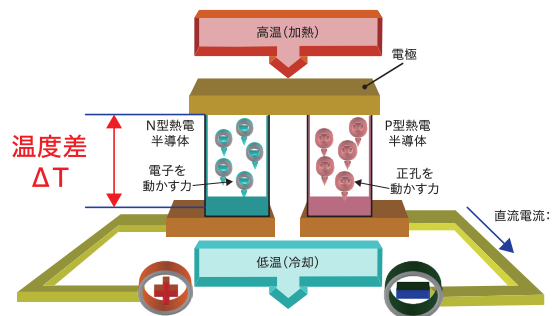 高温(加熱)
電極
N型熱電
半導体
P型熱電
半導体
温度差
ΔT
電子を
動かす力
正孔を
動かす力
直流電流:
低温(冷却)